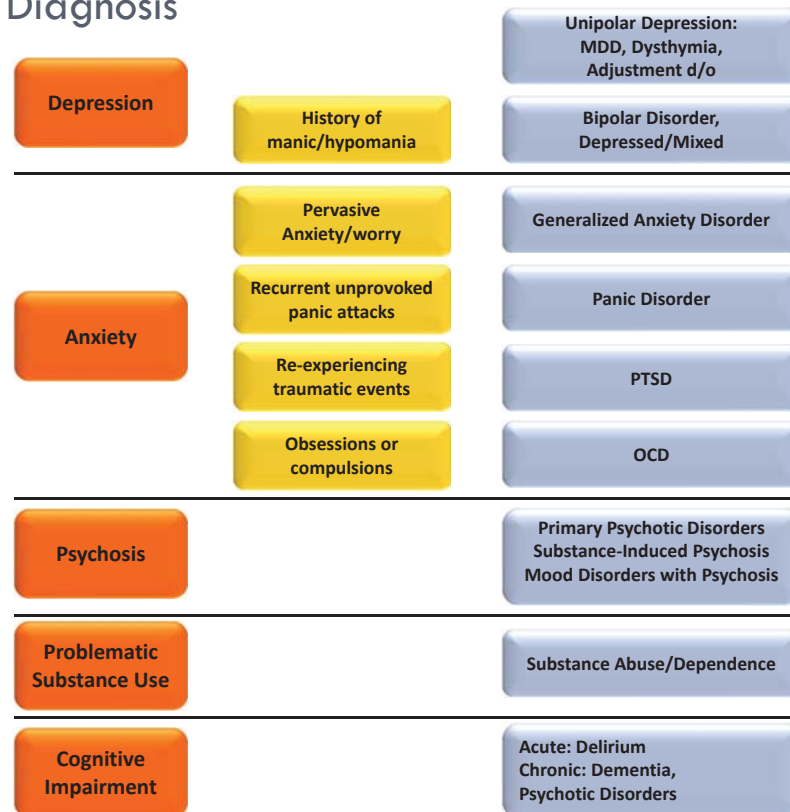 Diagnosis
Unipolar Depression:
MDD, Dysthymia,
Adjustment d/o
Depression
History of
manic/hypomania
Bipolar Disorder,
Depressed/Mixed
Pervasive
Anxiety/worry
Generalized Anxiety Disorder
Recurrent unprovoked
panic attacks
Panic Disorder
Anxiety
Re-experiencing
traumatic events
PTSD
Obsessions or
compulsions
OCD
Psychosis
Primary Psychotic Disorders
Substance-Induced Psychosis
Mood Disorders with Psychosis
Problematic
Substance Use
Substance Abuse/Dependence
Cognitive
Impairment
Acute: Delirium
Chronic: Dementia,
Psychotic Disorders